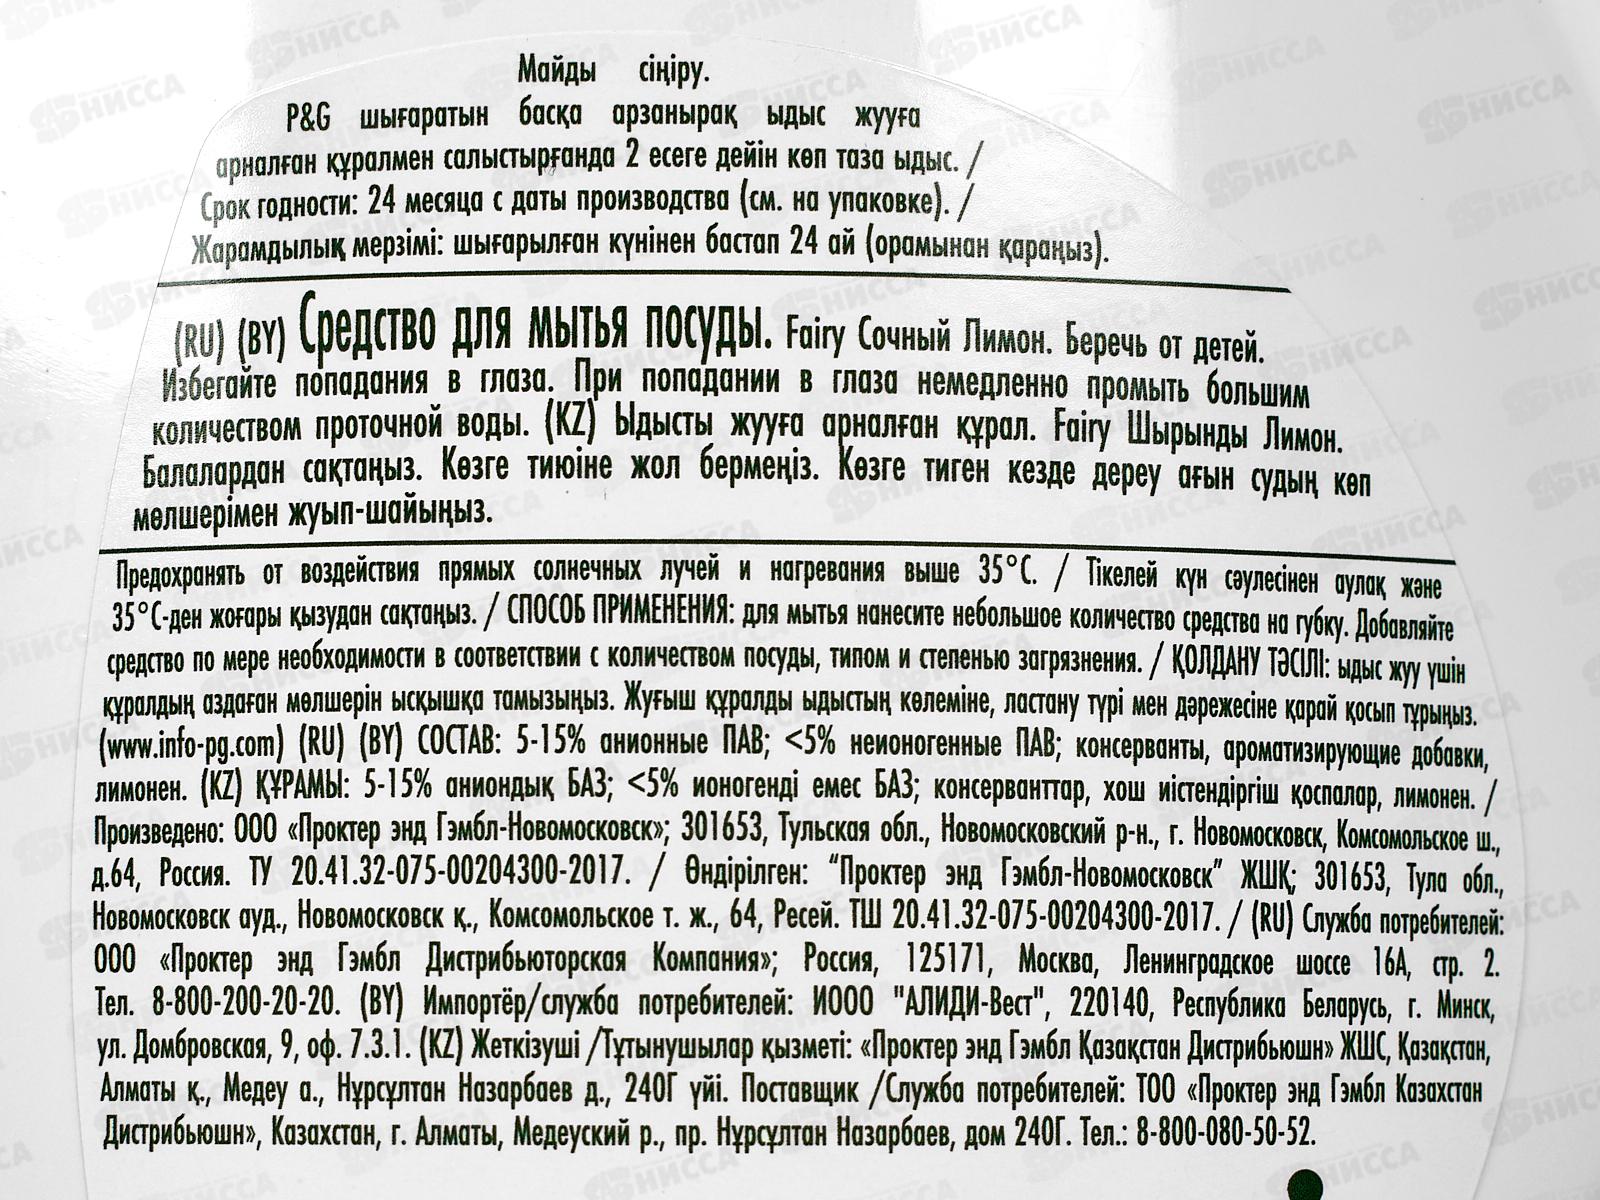 Майды сіңіру.
P&G шығаратын басқа арзанырақ ыдыс жууға
арналған құралмен салыстырғанда 2 есеге дейін көп таза ыдыс. /
Срок годности: 24 месяца с даты производства (см. на упаковке). /
Жарамдылық мерзімі: шығарылған күнінен бастап 24 ай (орамынан қараңыз).
(RU) (BY) Средство для мытья посуды. Fairy Сочный Лимон. Беречь от детей.
Избегайте попадания в глаза. При попадании в глаза немедленно промыть большим
количеством проточной воды. (KZ) Ыдысты жууға арналған құрал. Fairy Шырынды Лимон.
Балалардан сақтаңыз. Көзге тиюіне жол бермеңіз. Көзге тиген кезде дереу ағын судың көп
мөлшерімен жуып-шайыңыз.
Предохранять от воздействия прямых солнечных лучей и нагревания выше 35°C. / Тікелей күн сәулесінен аулақ және
35°C-ден жоғары қызудан сақтаңыз. / СПОСОБ ПРИМЕНЕНИЯ: для мытья нанесите небольшое количество средства на губку. Добавляйте
средство по мере необходимости в соответствии с количеством посуды, типом и степенью загрязнения. / ҚОЛДАНУ ТӘСІЛІ: ыдыс жуу үшін
құралдың аздаған мөлшерін ысқышқа тамызыңыз. Жуғыш құралды ыдыстың көлеміне, ластану түрі мен дәрежесіне қарай қосып тұрыңыз.
(www.info-pg.com) (RU) (BY) СОСТАВ: 5-15% анионные ПАВ; <5% неионогенные ПАВ; консерванты, ароматизирующие добавки,
лимонен. (KZ) ҚҰРАМЫ: 5-15% аниондық БАЗ; <5% ионогенді емес БАЗ; консерванттар, хош иістендіргіш қоспалар, лимонен. /
Произведено: ООО «Проктер энд Гэмбл-Новомосковск»; 301653, Тульская обл., Новомосковский р-н., г. Новомосковск, Комсомольское ш.,
д.64, Россия. ТУ 20.41.32-075-00204300-2017. / Өндірілген: “Проктер энд Гэмбл-Новомосковск” ЖШҚ; 301653, Тула обл.,
Новомосковск ауд., Новомосковск қ., Комсомольское т. ж., 64, Ресей. ТШ 20.41.32-075-00204300-2017. / (RU) Служба потребителей:
ООО «Проктер энд Гэмбл Дистрибьюторская Компания»; Россия, 125171, Москва, Ленинградское шоссе 16А, стр. 2.
Тел. 8-800-200-20-20. (BY) Импортёр/служба потребителей: ИООО "АЛИДИ-Вест", 220140, Республика Беларусь, г. Минск,
ул. Домбровская, 9, оф. 7.3.1. (KZ) Жеткізуші /Тұтынушылар қызметі: «Проктер энд Гэмбл Қазақстан Дистрибьюшн» ЖШС, Қазақстан,
Алматы қ., Медеу а., Нұрсұлтан Назарбаев д., 240Г үйі. Поставщик /Служба потребителей: ТОО «Проктер энд Гэмбл Казахстан
Дистрибьюшн», Казахстан, г. Алматы, Медеуский р., пр. Нұрсұлтан Назарбаев, дом 240Г. Тел.: 8-800-080-50-52.